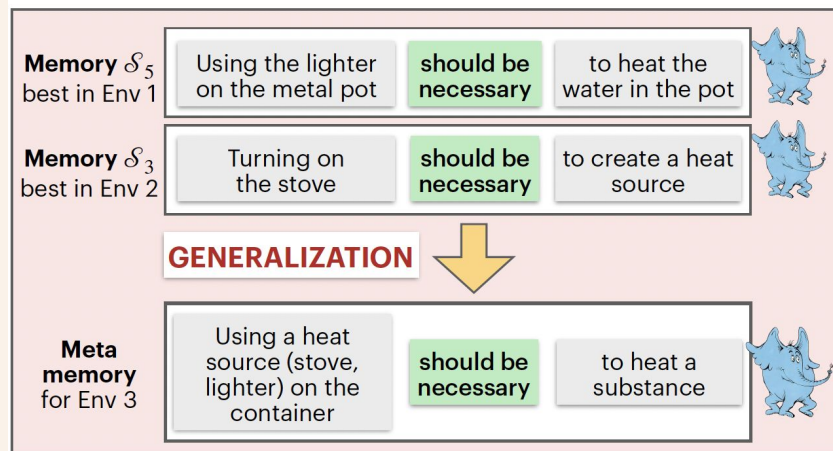 Memory 𝒮₅
best in Env 1
Using the lighter
on the metal pot
should be
necessary
to heat the
water in the pot
Memory 𝒮₃
best in Env 2
Turning on
the stove
should be
necessary
to create a heat
source
GENERALIZATION
Meta
memory
for Env 3
Using a heat
source (stove,
lighter) on the
container
should be
necessary
to heat a
substance